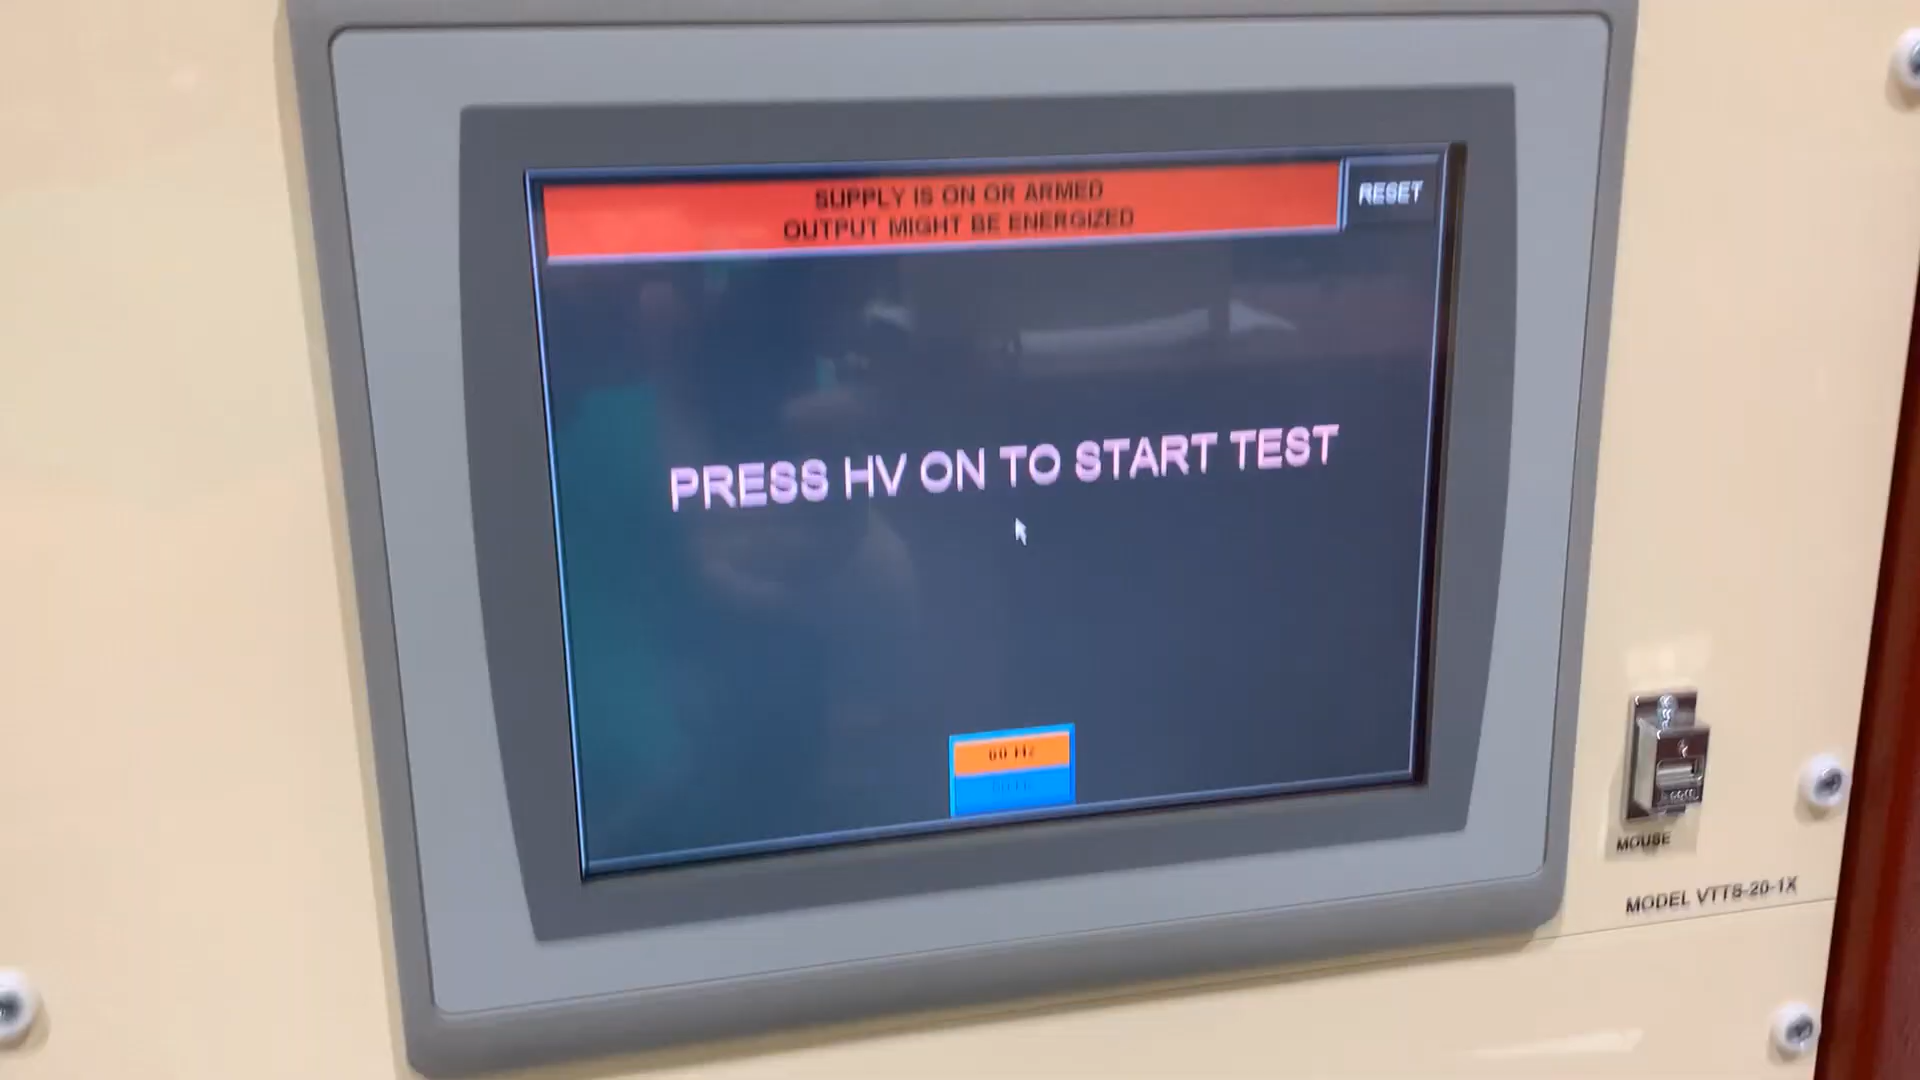 SUPPLY IS ON OR ARMED
OUTPUT MIGHT BE ENERGIZED
RESET
PRESS HV ON TO START TEST
60 Hz
MOUSE
MODEL VTTS-20-1X